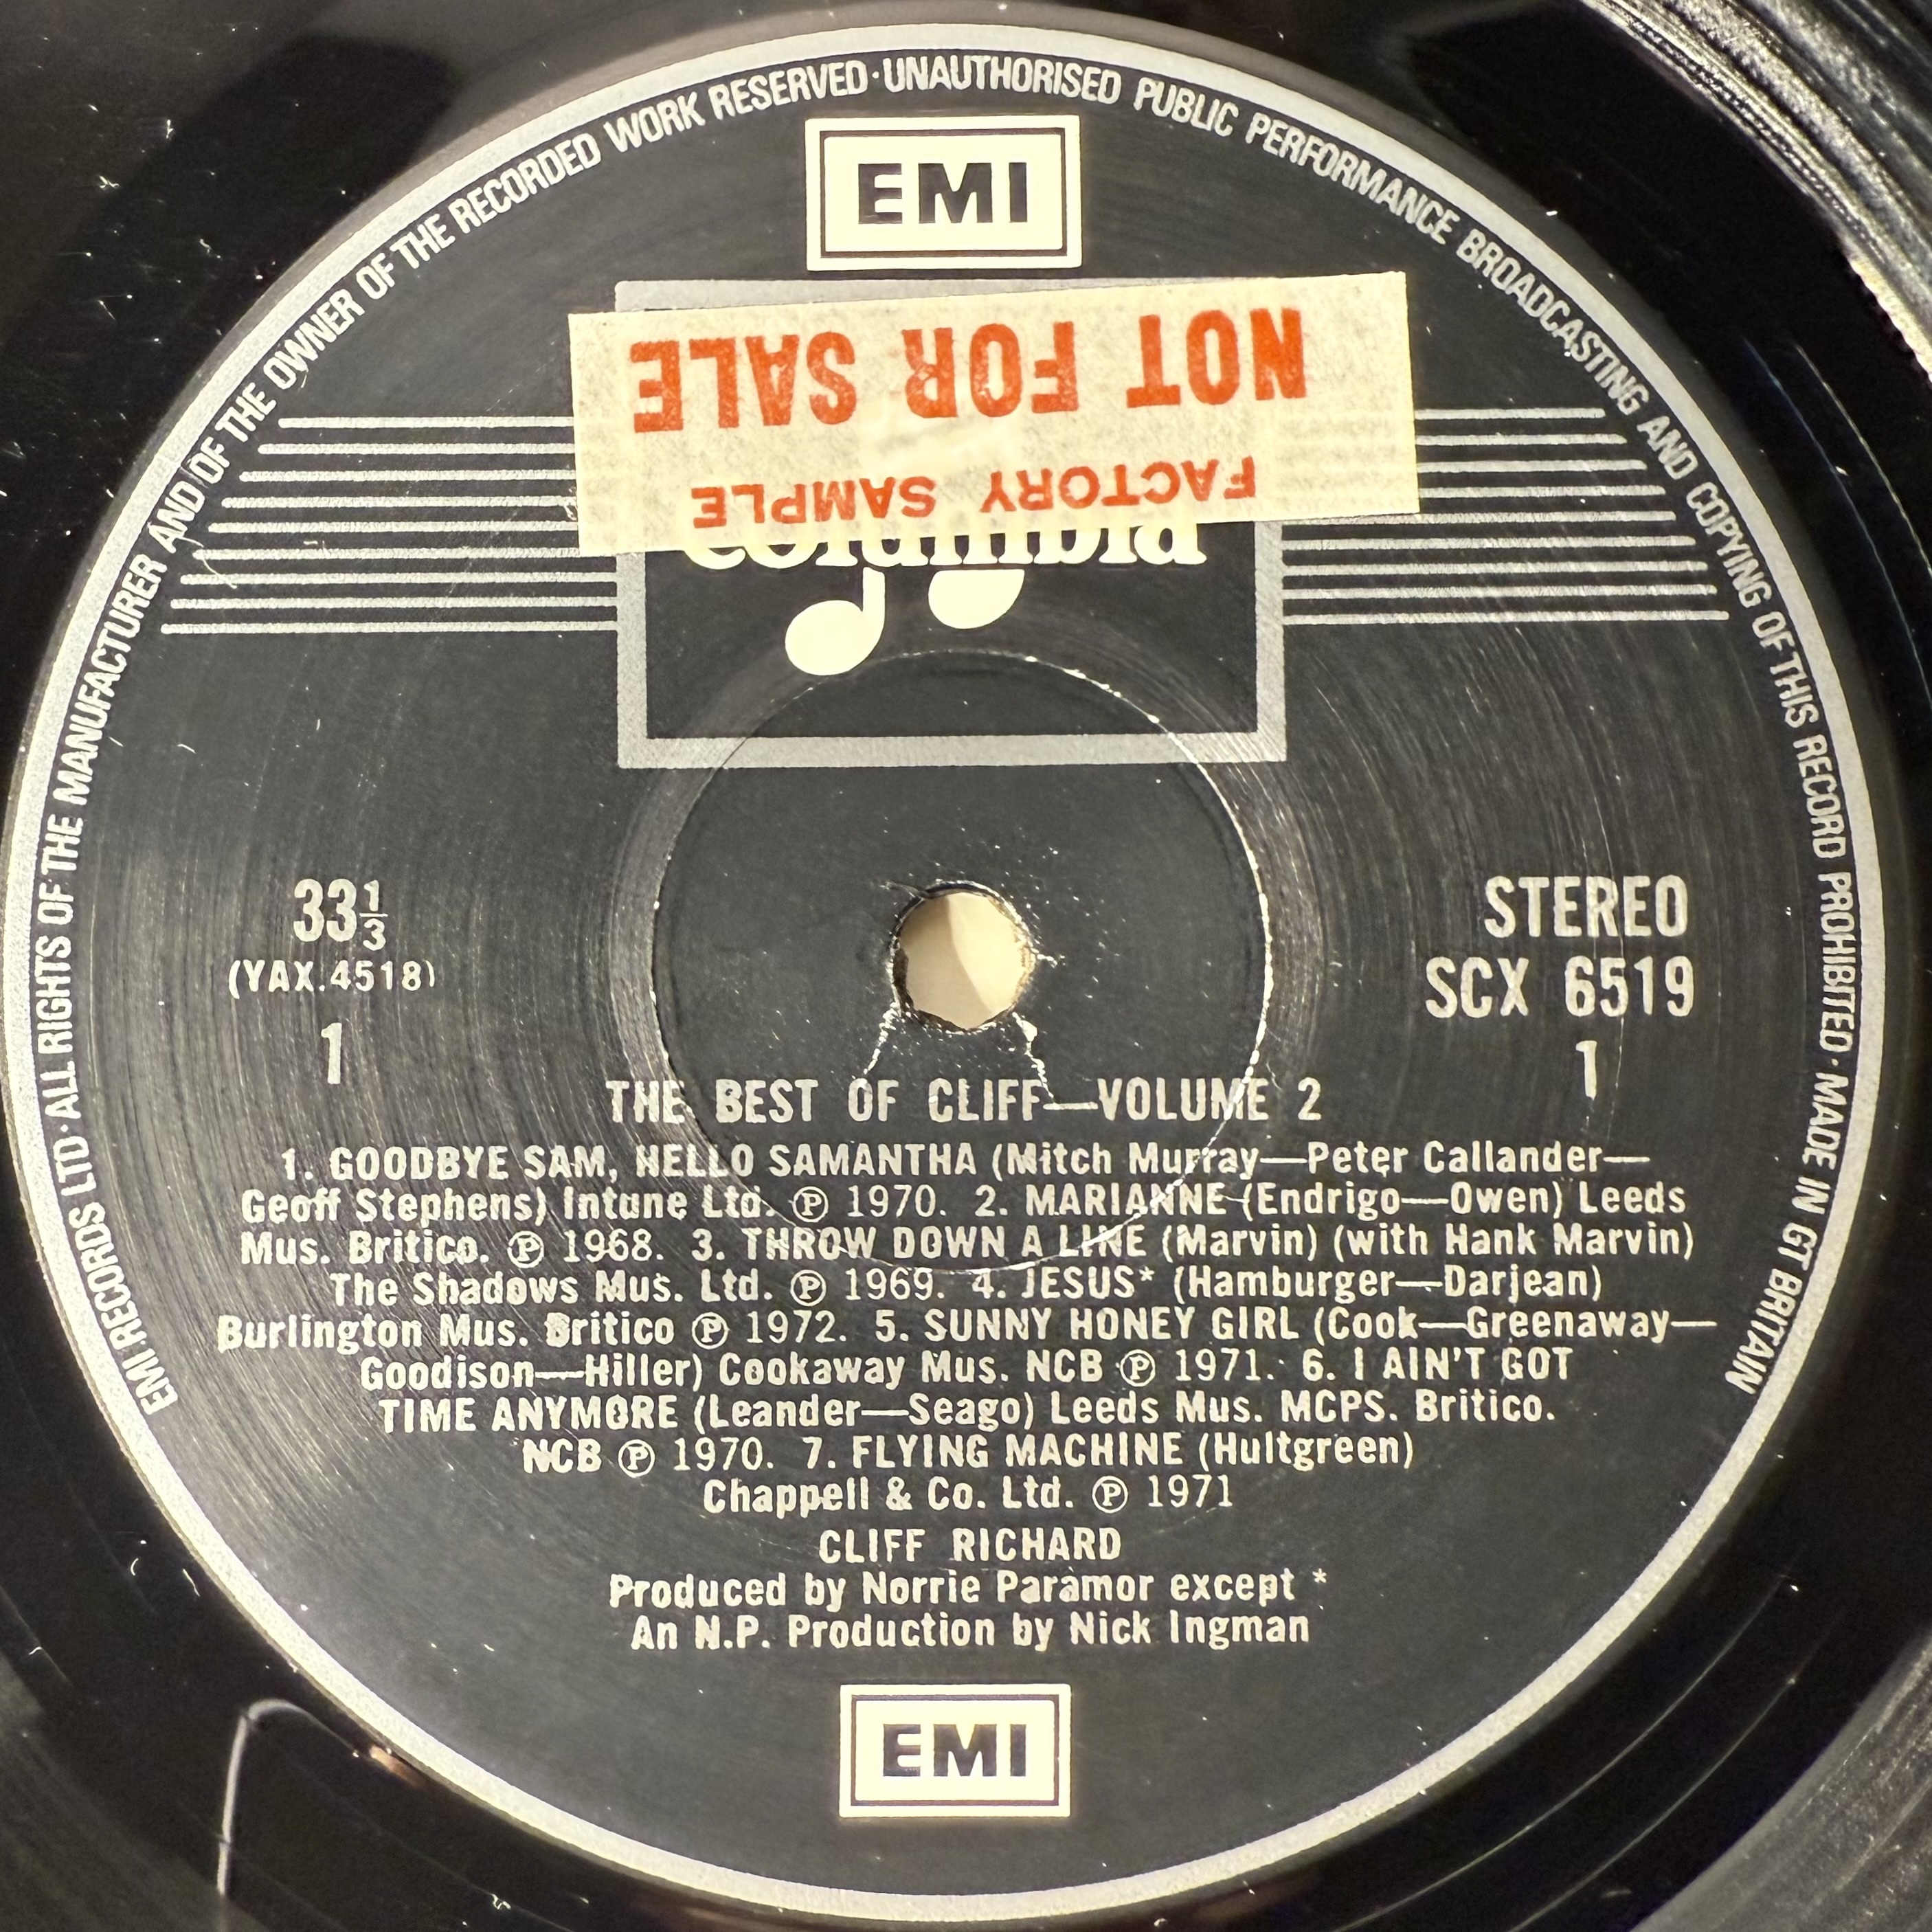 EMI RECORDS LTD·ALL RIGHTS OF THE MANUFACTURER AND OF THE OWNER OF THE RECORDED WORK RESERVED·UNAUTHORISED PUBLIC PERFORMANCE BROADCASTING AND COPYING OF THIS RECORD PROHIBITED·MADE IN GT BRITAIN
EMI
FACTORY SAMPLE
NOT FOR SALE
Columbia
33⅓
(YAX.4518)
1
STEREO
SCX 6519
1
THE BEST OF CLIFF—VOLUME 2
1. GOODBYE SAM, HELLO SAMANTHA (Mitch Murray—Peter Callander—
Geoff Stephens) Intune Ltd. ℗ 1970. 2. MARIANNE (Endrigo—Owen) Leeds
Mus. Britico. ℗ 1968. 3. THROW DOWN A LINE (Marvin) (with Hank Marvin)
The Shadows Mus. Ltd. ℗ 1969. 4. JESUS* (Hamburger—Darjean)
Burlington Mus. Britico ℗ 1972. 5. SUNNY HONEY GIRL (Cook—Greenaway—
Goodison—Hiller) Cookaway Mus. NCB ℗ 1971. 6. I AIN'T GOT
TIME ANYMORE (Leander—Seago) Leeds Mus. MCPS. Britico.
NCB ℗ 1970. 7. FLYING MACHINE (Hultgreen)
Chappell & Co. Ltd. ℗ 1971
CLIFF RICHARD
Produced by Norrie Paramor except *
An N.P. Production by Nick Ingman
EMI